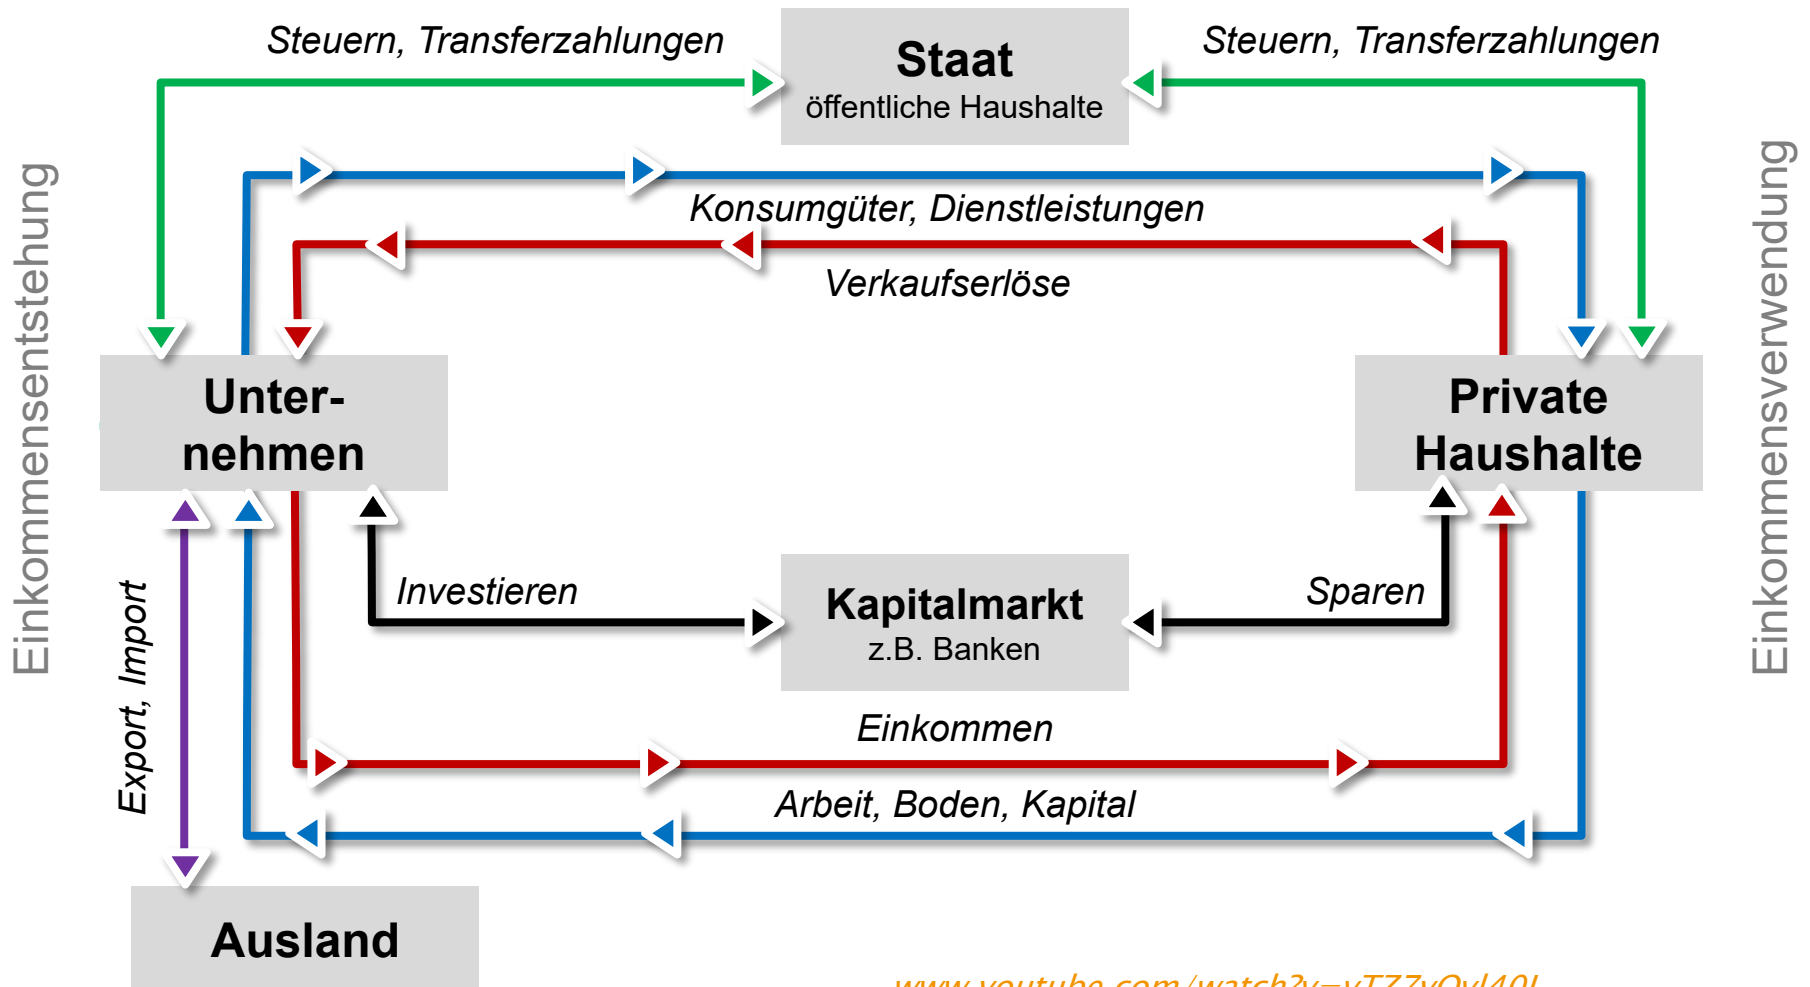 Steuern, Transferzahlungen
Staat
öffentliche Haushalte
Steuern, Transferzahlungen
Einkommensentstehung
Einkommensverwendung
Konsumgüter, Dienstleistungen
Verkaufserlöse
Unter-
nehmen
Private
Haushalte
Investieren
Kapitalmarkt
z.B. Banken
Sparen
Export, Import
Einkommen
Arbeit, Boden, Kapital
Ausland